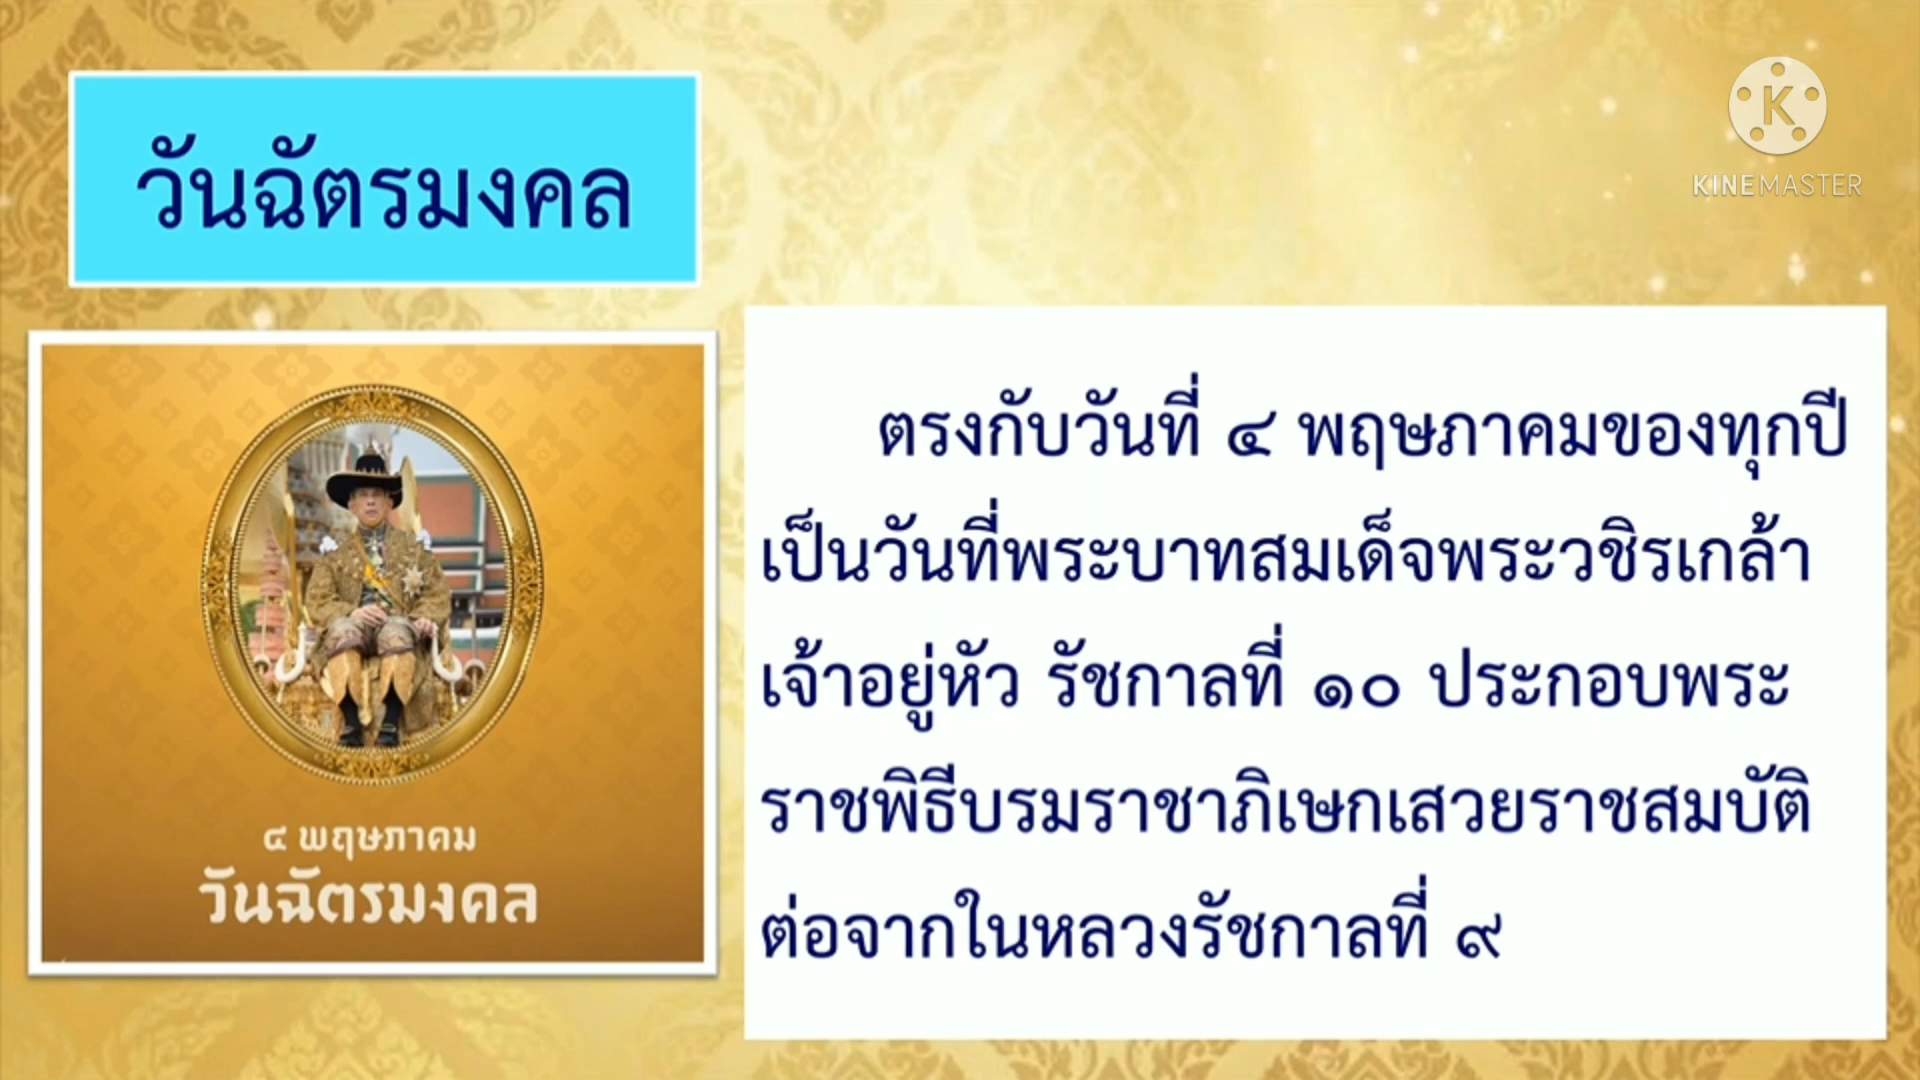 วันฉัตรมงคล
KINEMASTER
ตรงกับวันที่ ๔ พฤษภาคมของทุกปี
เป็นวันที่พระบาทสมเด็จพระวชิรเกล้า
เจ้าอยู่หัว รัชกาลที่ ๑๐ ประกอบพระ
ราชพิธีบรมราชาภิเษกเสวยราชสมบัติ
ต่อจากในหลวงรัชกาลที่ ๙
๔ พฤษภาคม
วันฉัตรมงคล